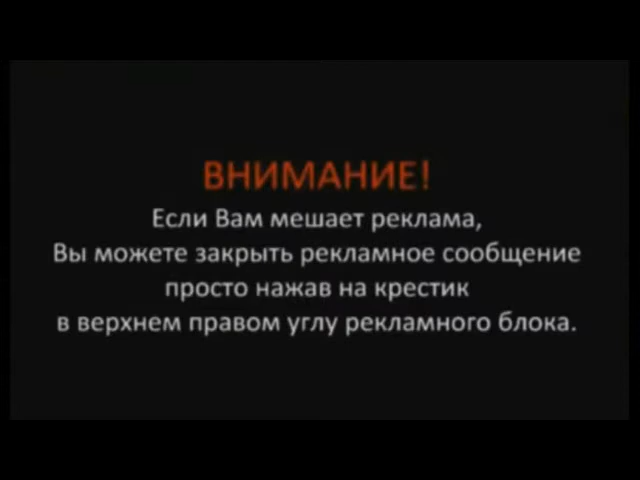 ВНИМАНИЕ!
Если Вам мешает реклама,
Вы можете закрыть рекламное сообщение
просто нажав на крестик
в верхнем правом углу рекламного блока.